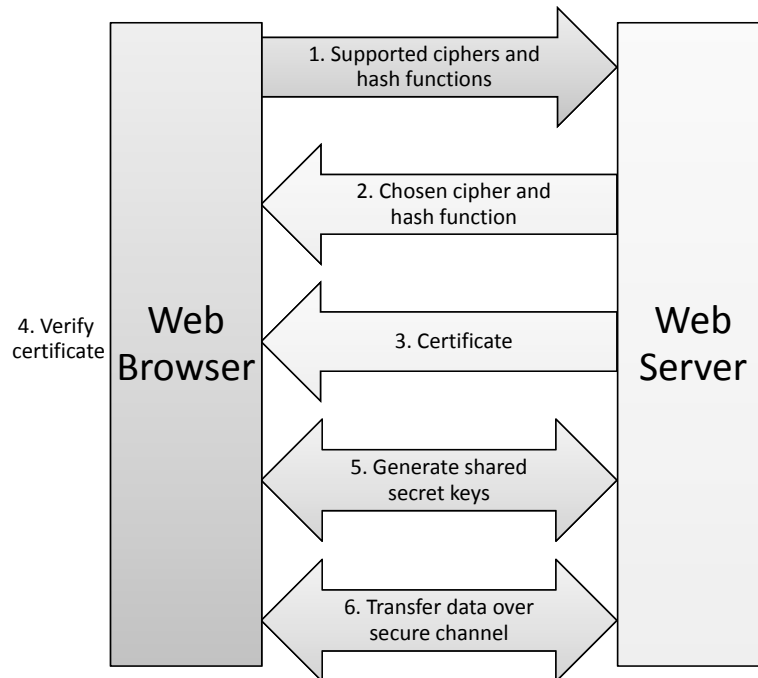 1. Supported ciphers and
hash functions
2. Chosen cipher and
hash function
3. Certificate
4. Verify
certificate
Web
Browser
Web
Server
5. Generate shared
secret keys
6. Transfer data over
secure channel